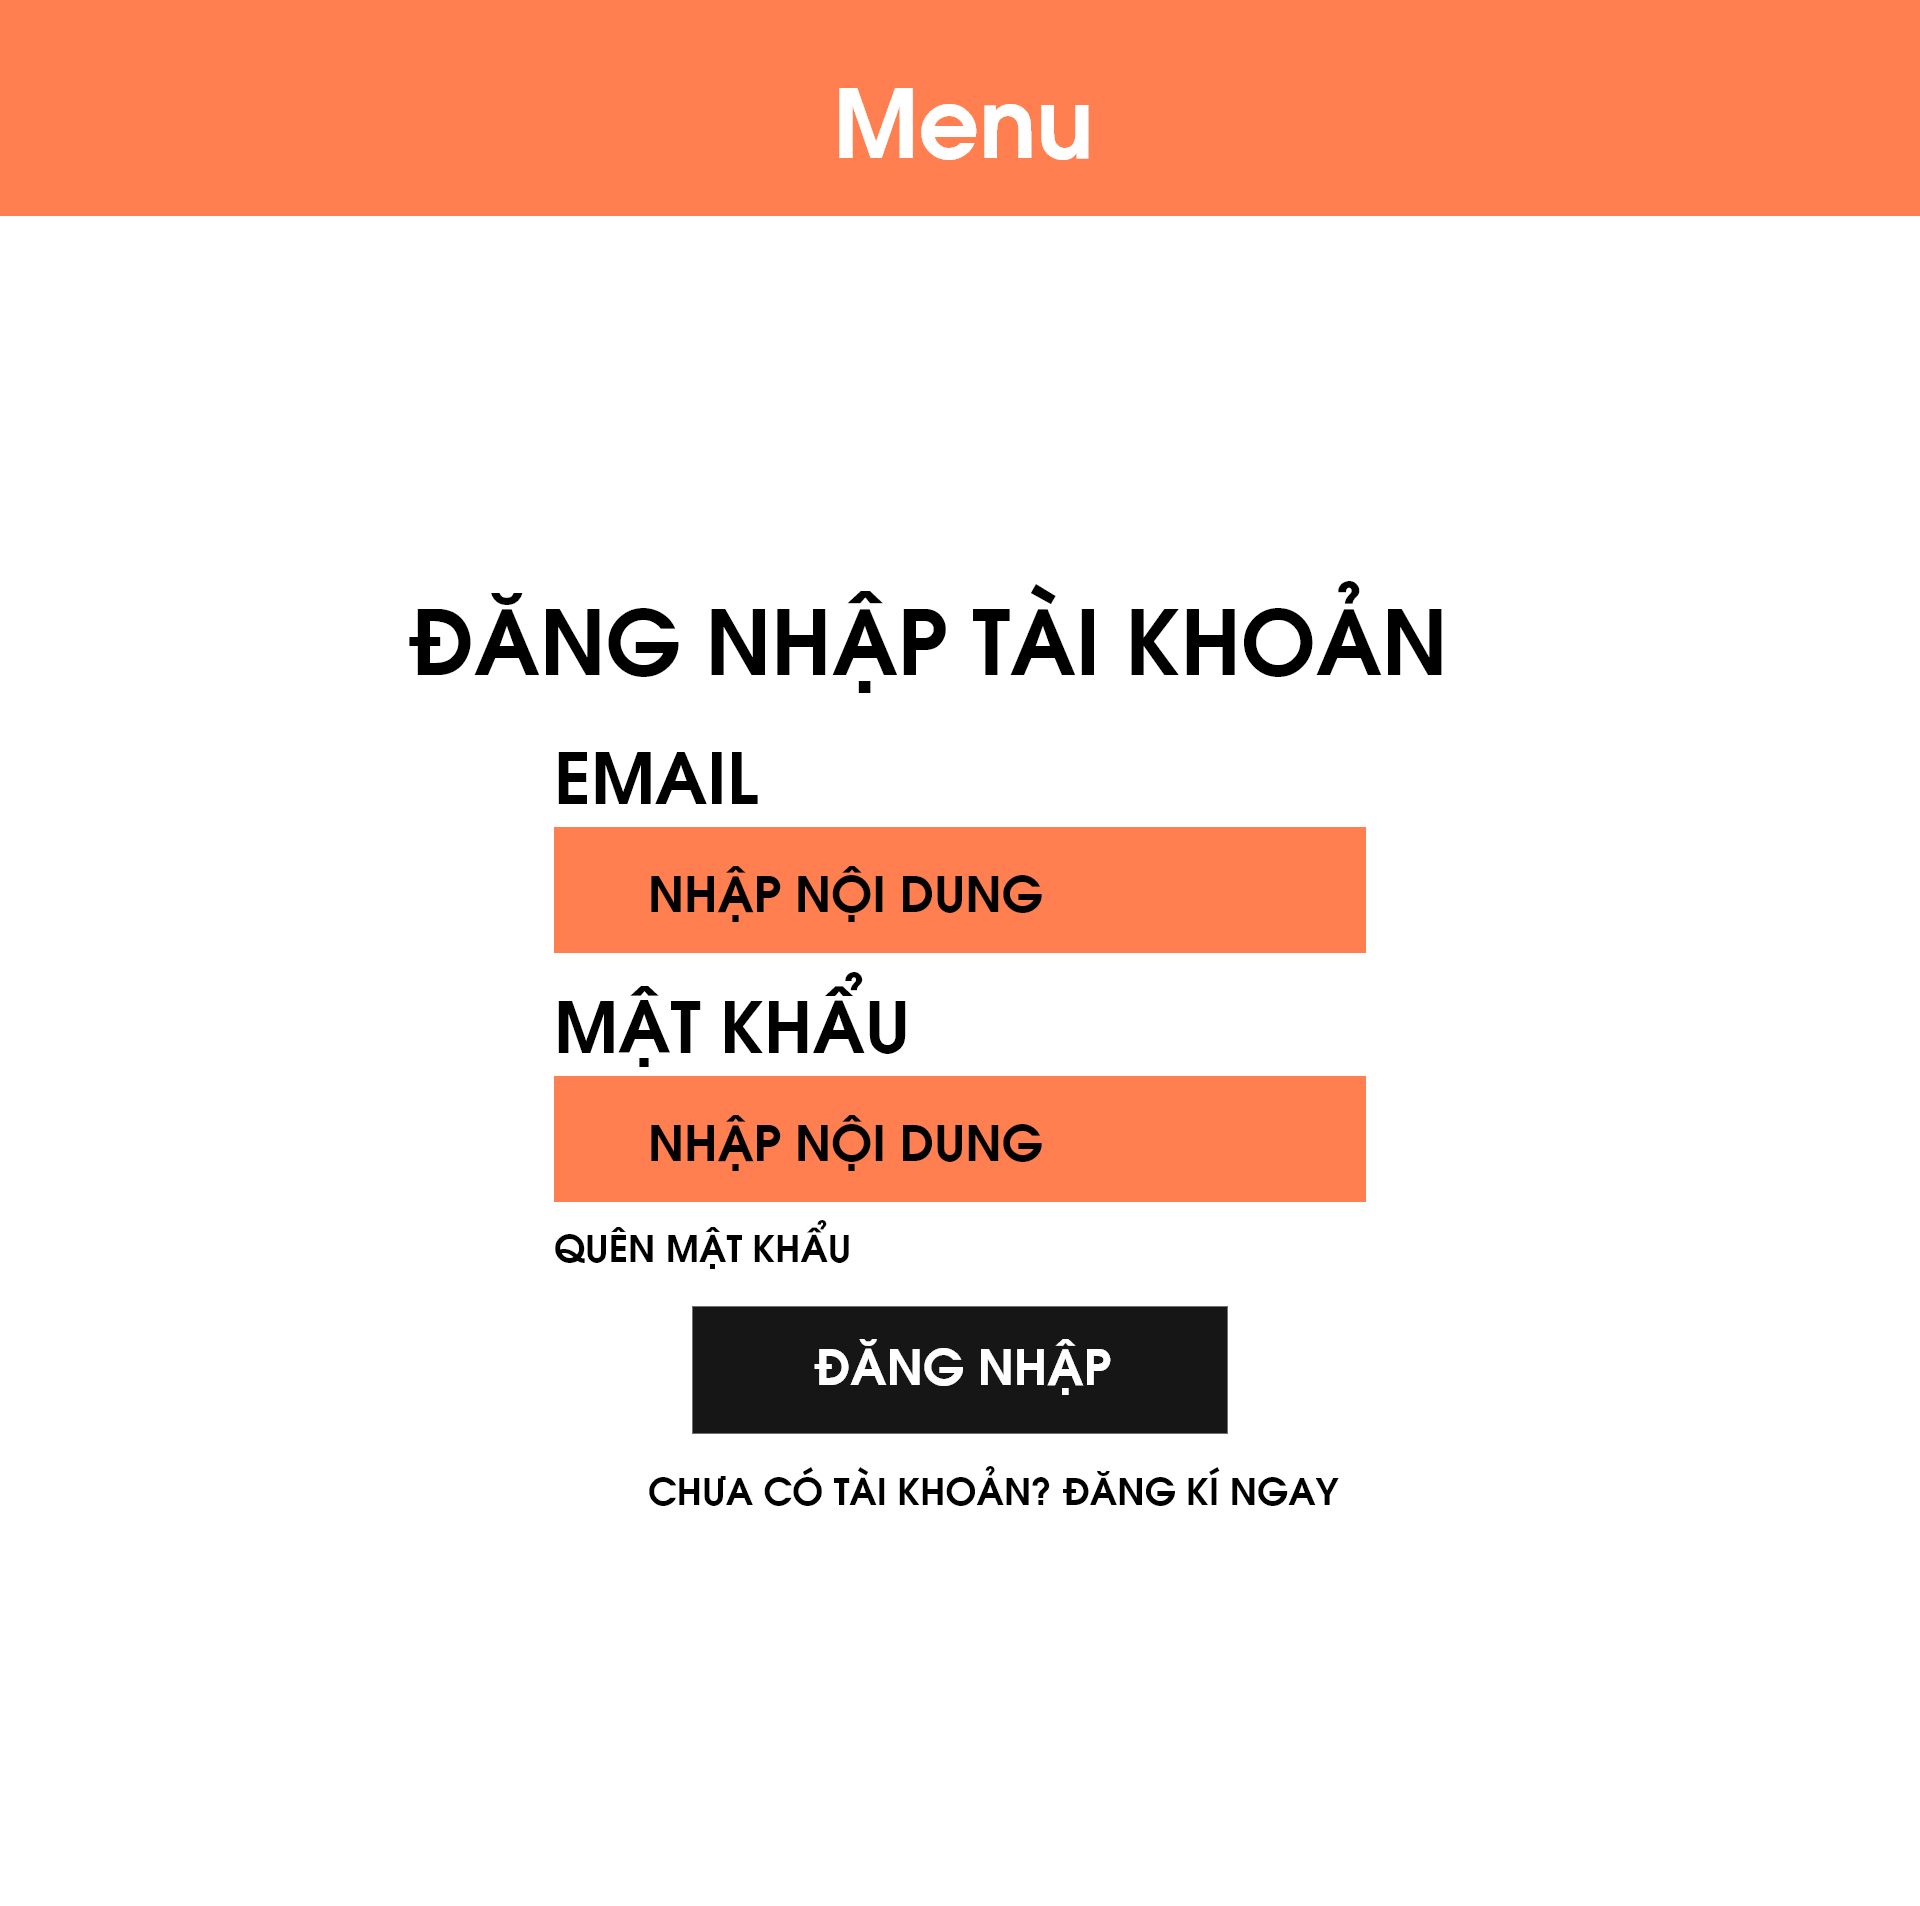 Menu
ĐĂNG NHẬP TÀI KHOẢN
EMAIL
NHẬP NỘI DUNG
MẬT KHẨU
NHẬP NỘI DUNG
QUÊN MẬT KHẨU
ĐĂNG NHẬP
CHƯA CÓ TÀI KHOẢN? ĐĂNG KÍ NGAY